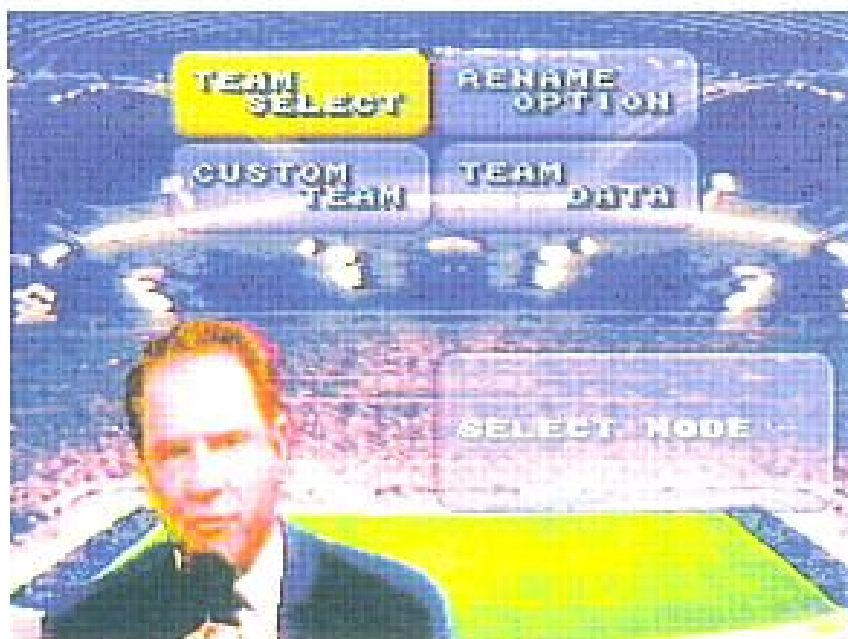 TEAM
SELECT
RENAME
OPTION
CUSTOM
TEAM
TEAM
DATA
SELECT MODE